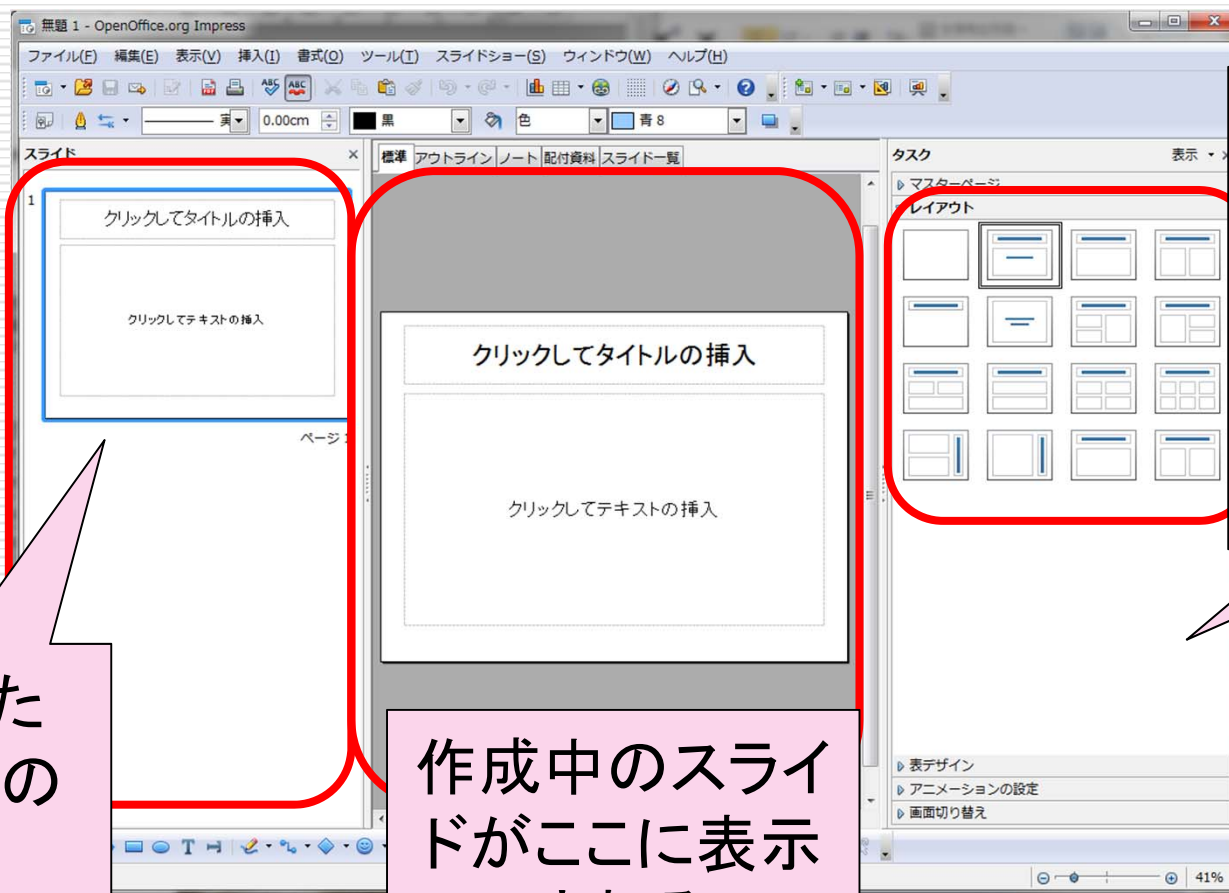 無題 1 - OpenOffice.org Impress
ファイル(F) 編集(E) 表示(V) 挿入(I) 書式(O) ツール(T) スライドショー(S) ウィンドウ(W) ヘルプ(H)
実 0.00cm 黒 色 青 8
スライド
標準 アウトライン ノート 配付資料 スライド一覧
タスク 表示
マスターページ
レイアウト
1
クリックしてタイトルの挿入
クリックしてテキストの挿入
ページ 1
クリックしてタイトルの挿入
クリックしてテキストの挿入
た
の
作成中のスライ
ドがここに表示
表デザイン
アニメーションの設定
画面切り替え
41%